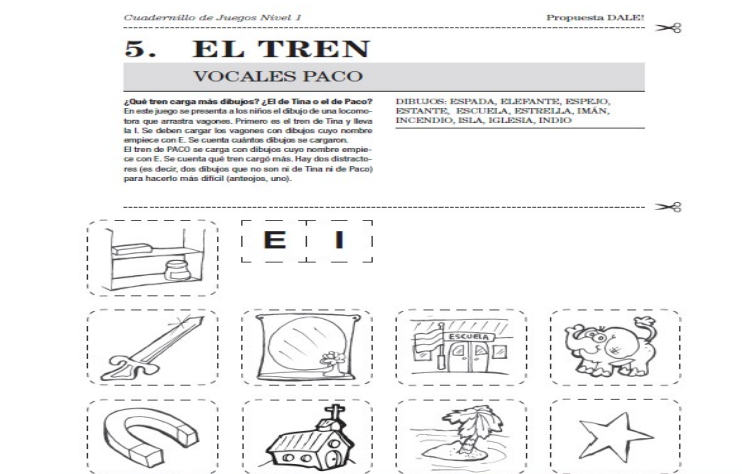 Cuadernillo de Juegos Nivel 1
Propuesta DALE!
5. EL TREN
VOCALES PACO
¿Qué tren carga más dibujos? ¿El de Tina o el de Paco?
En este juego se presenta a los niños el dibujo de una locomo-
tora que arrastra vagones. Primero es el tren de Tina y lleva
la I. Se deben cargar los vagones con dibujos cuyo nombre
empiece con E. Se cuenta cuántos dibujos se cargaron.
El tren de PACO se carga con dibujos cuyo nombre empie-
ce con E. Se cuenta qué tren cargó más. Hay dos distracto-
res (es decir, dos dibujos que no son ni de Tina ni de Paco)
para hacerlo más difícil (anteojos, uno).
DIBUJOS: ESPADA, ELEFANTE, ESPEJO,
ESTANTE, ESCUELA, ESTRELLA, IMÁN,
INCENDIO, ISLA, IGLESIA, INDIO
E I
ESCUELA